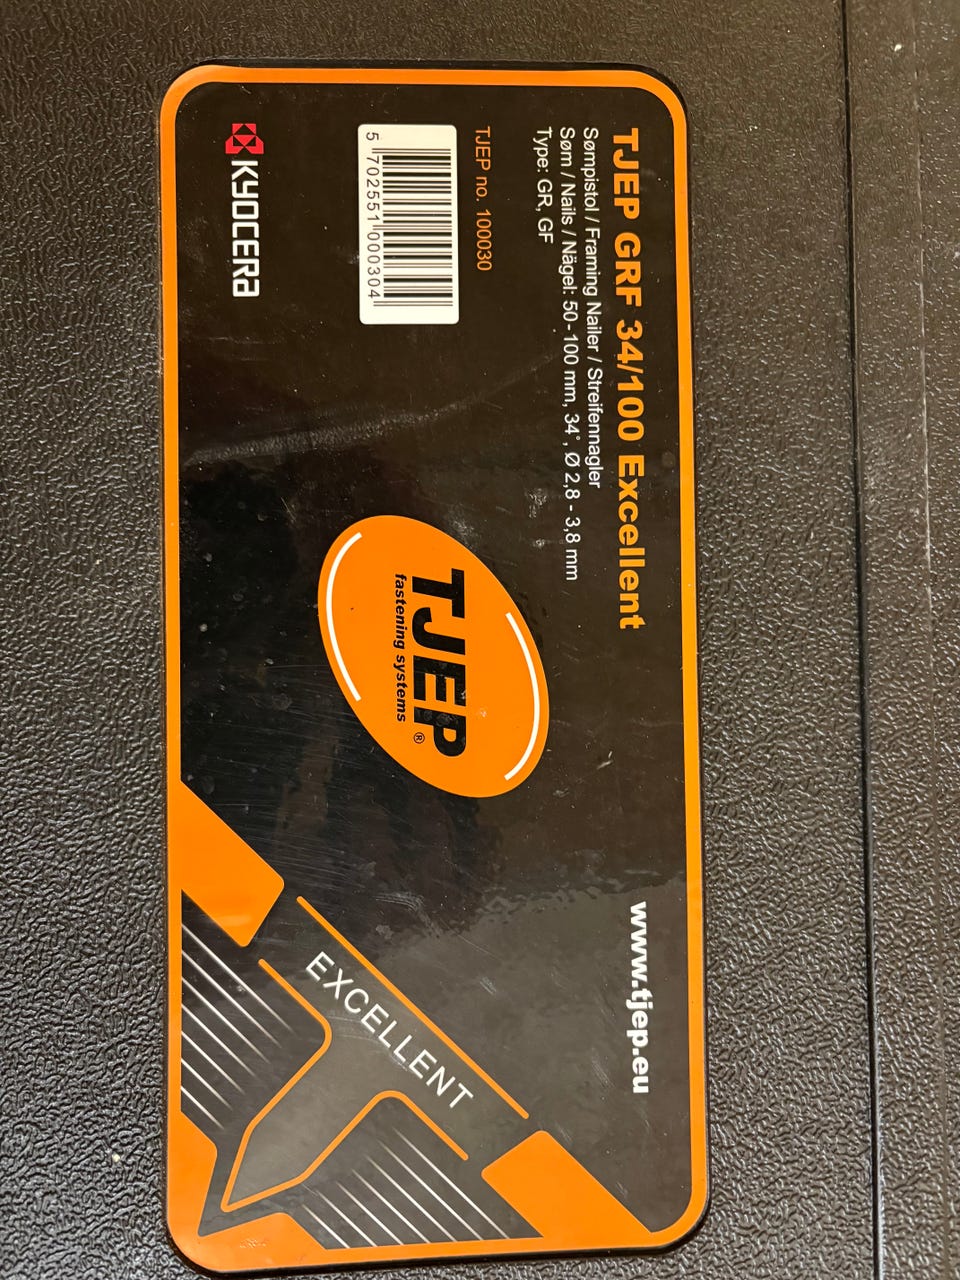 TJEP GRF 34/100 Excellent
Sømpistol / Framing Nailer / Streifennagler
Søm / Nails / Nägel: 50-100 mm, 34°, Ø 2,8 - 3,8 mm
Type: GR, GF
www.tjep.eu
TJEP no. 100030
5 702551 000304
KYOCERA
TJEP®
fastening systems
EXCELLENT